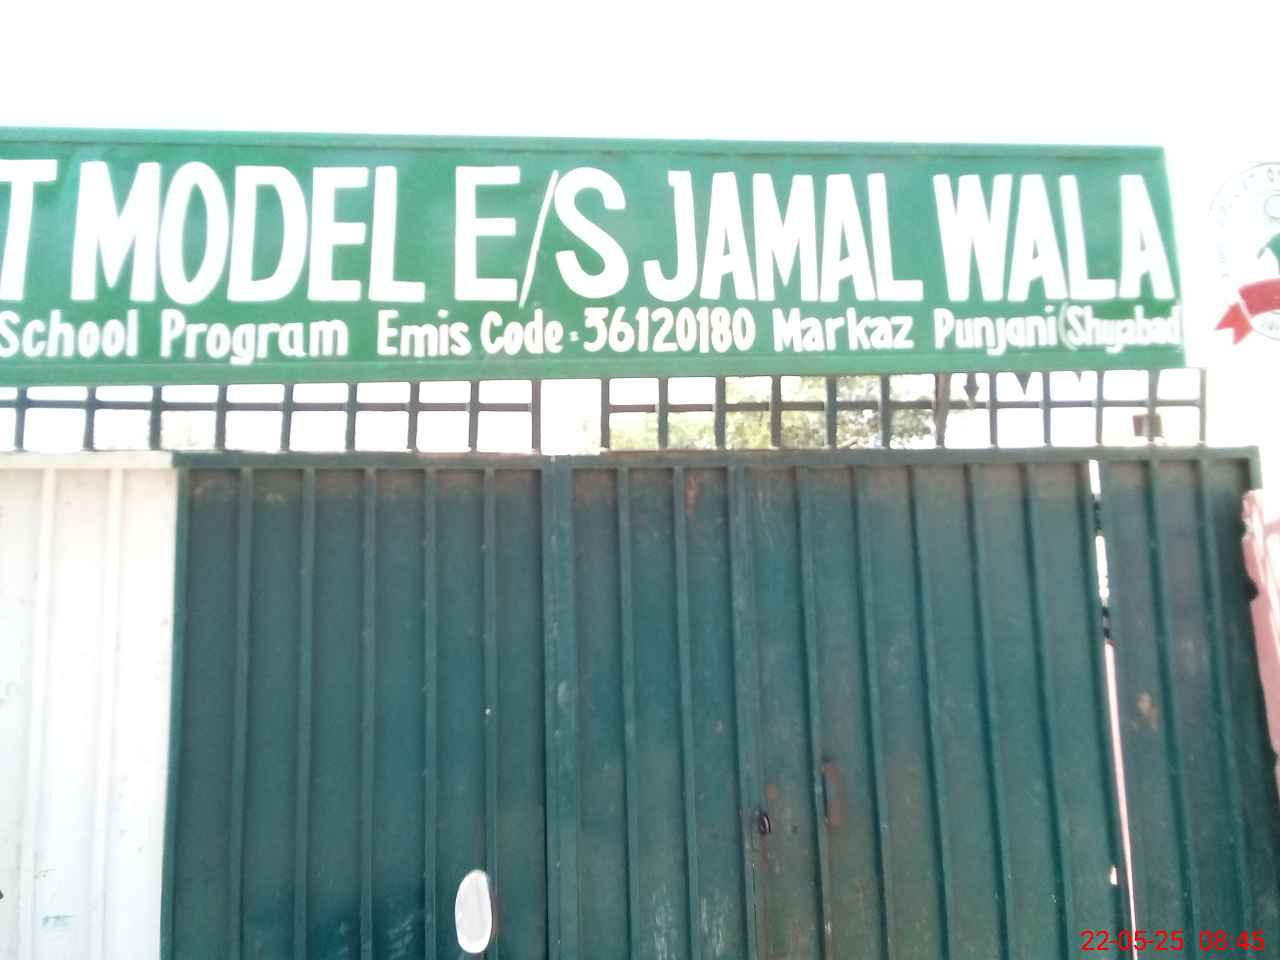 T MODEL E/S JAMAL WALA
School Program Emis Code : 36120180 Markaz Punjani (Shujabad)
22-05-25 08:45